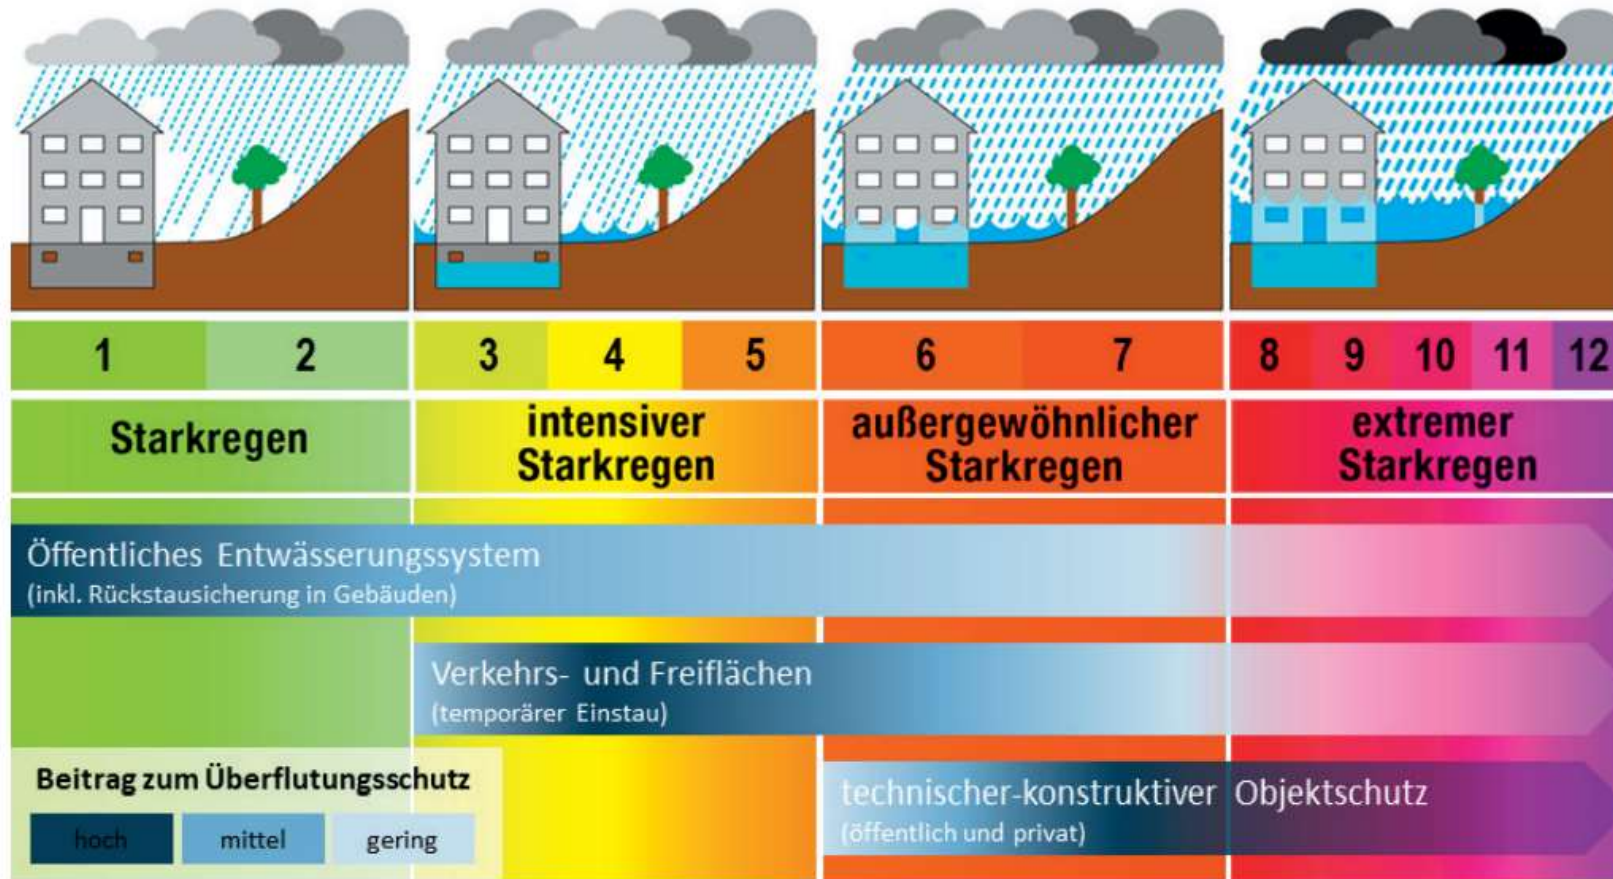 1 2 3 4 5 6 7 8 9 10 11 12
Starkregen
intensiver
Starkregen
außergewöhnlicher
Starkregen
extremer
Starkregen
Öffentliches Entwässerungssystem
(inkl. Rückstausicherung in Gebäuden)
Verkehrs- und Freiflächen
(temporärer Einstau)
technischer-konstruktiver Objektschutz
(öffentlich und privat)
Beitrag zum Überflutungsschutz
hoch mittel gering